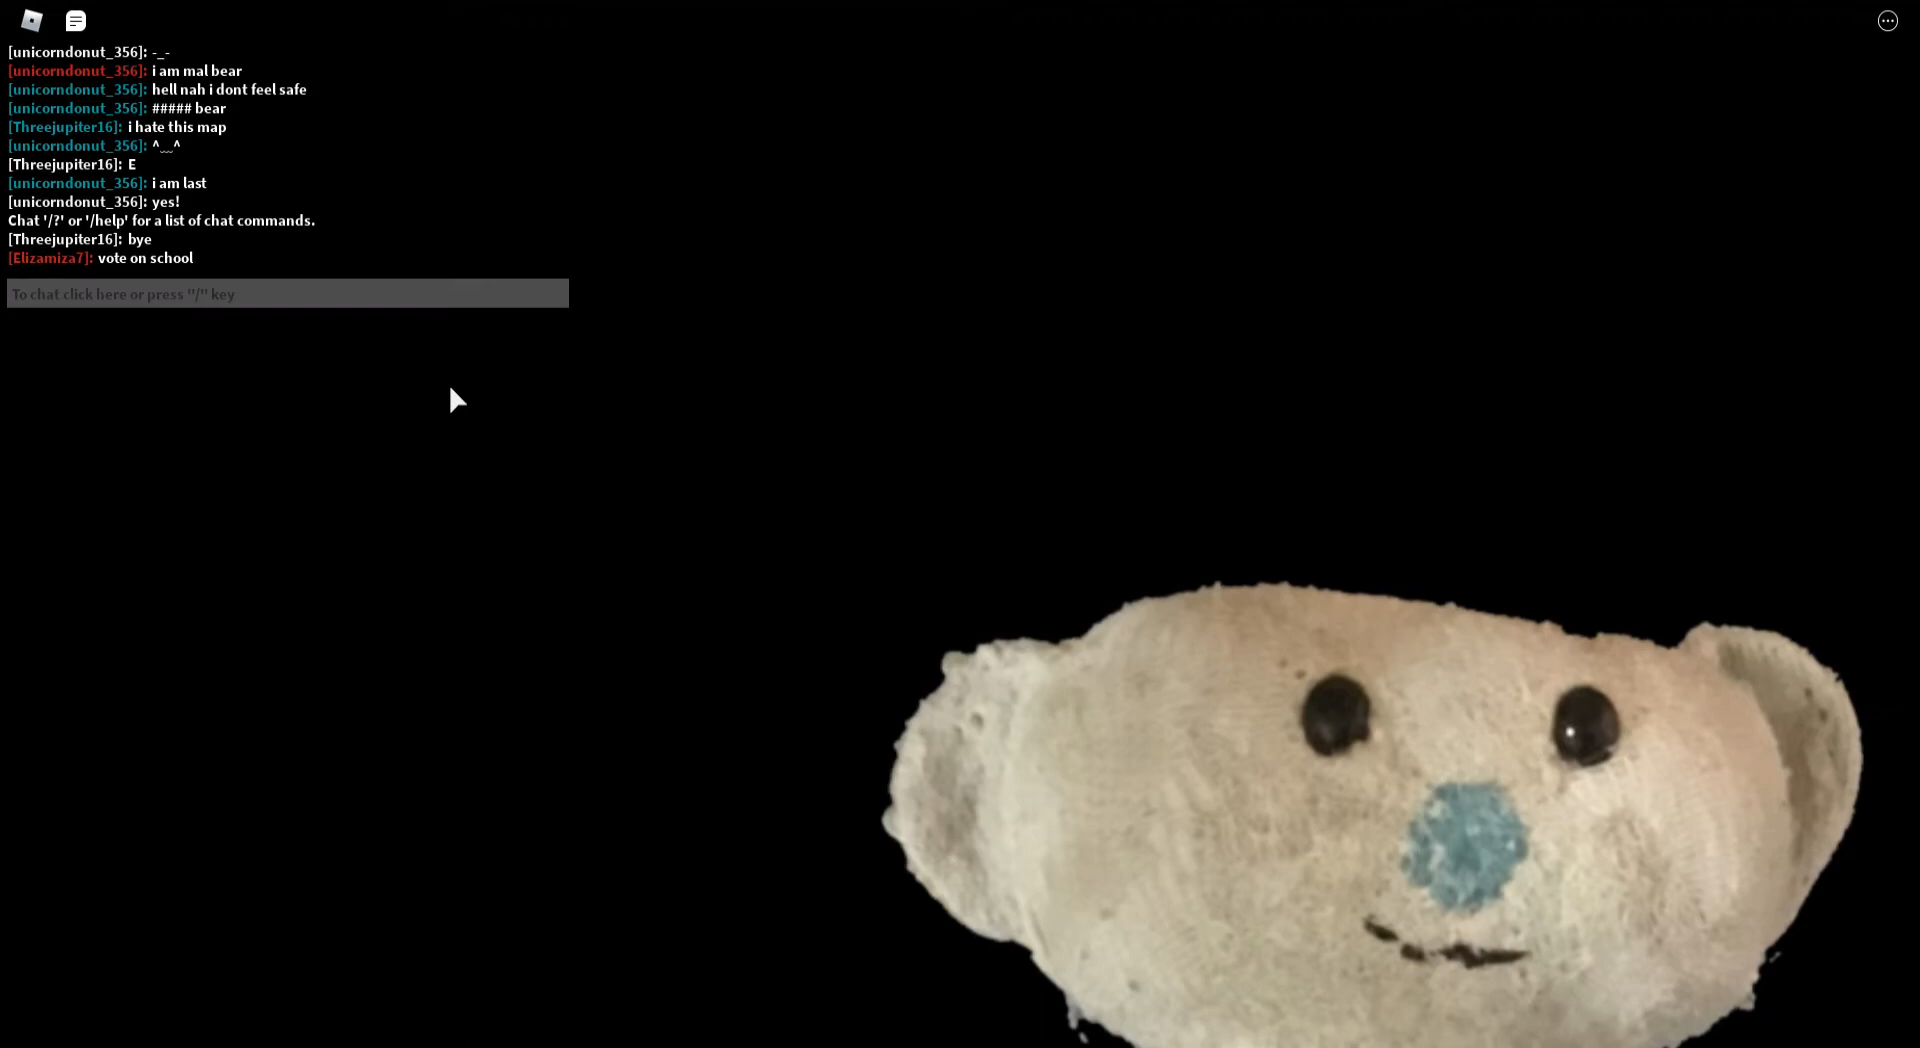 [unicorndonut_356]: -_-
[unicorndonut_356]: i am mal bear
[unicorndonut_356]: hell nah i dont feel safe
[unicorndonut_356]: ##### bear
[Threejupiter16]: i hate this map
[unicorndonut_356]: ^﹏^
[Threejupiter16]: E
[unicorndonut_356]: i am last
[unicorndonut_356]: yes!
Chat '/?' or '/help' for a list of chat commands.
[Threejupiter16]: bye
[Elizamiza7]: vote on school
To chat click here or press "/" key